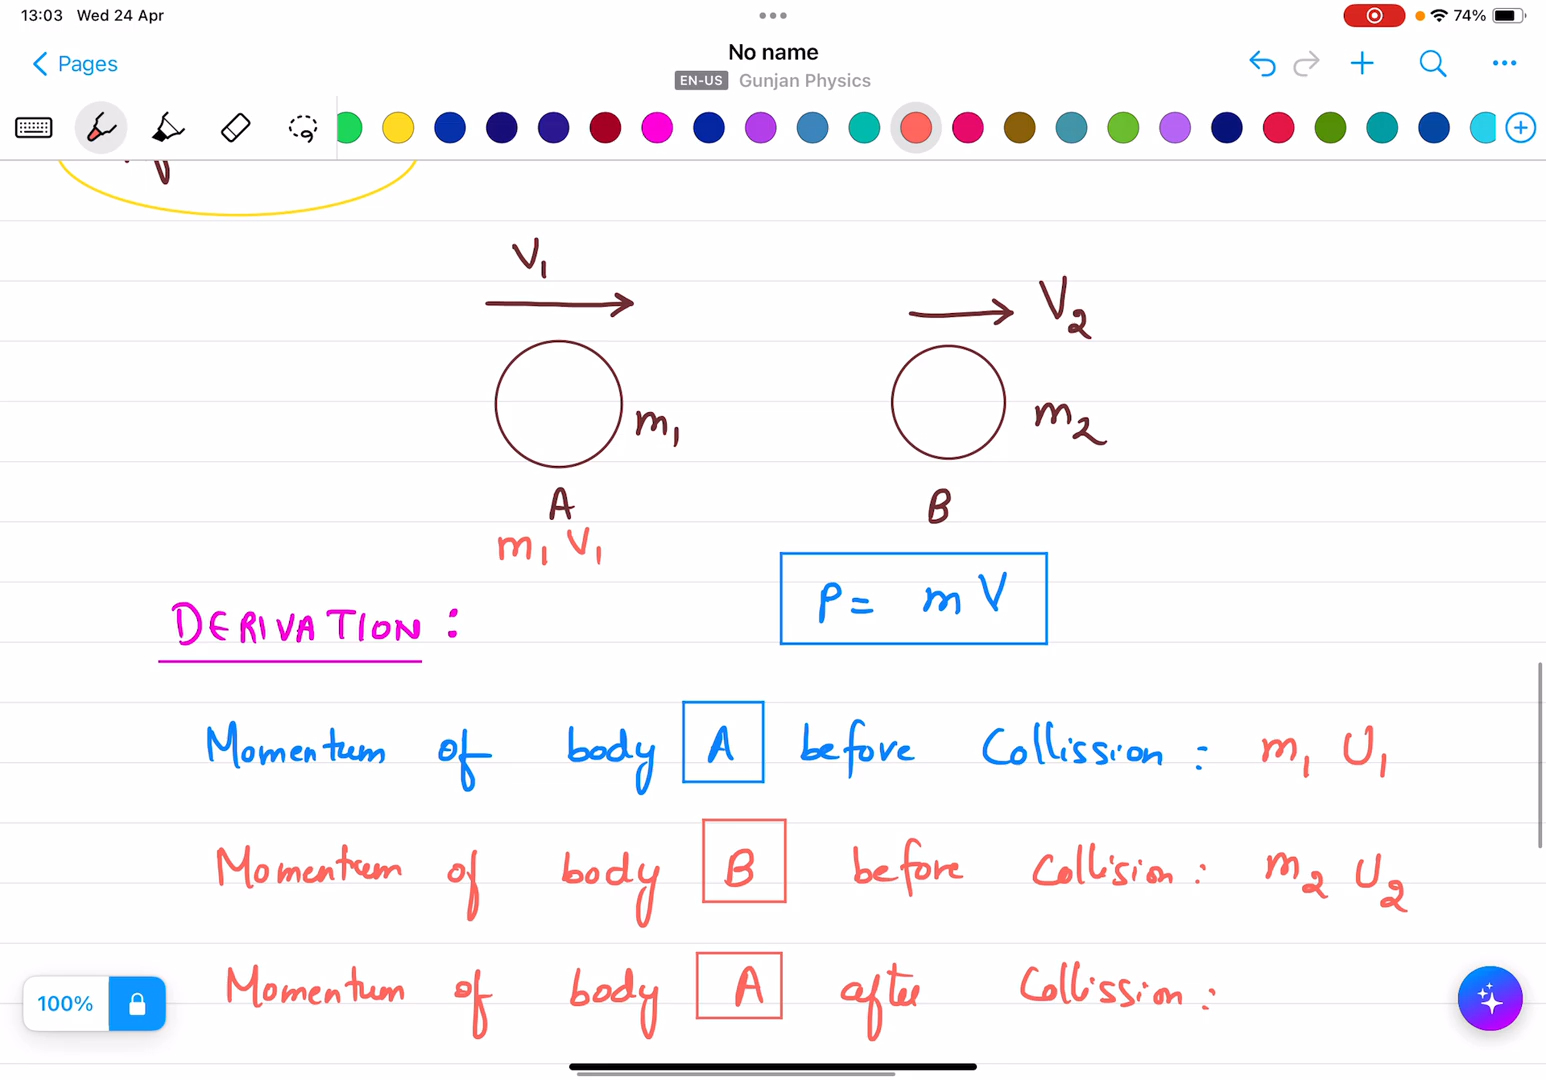 13:03 Wed 24 Apr
74%
No name
Pages
EN-US Gunjan Physics
V₁
V₂
m₁
m₂
A
B
m₁ V₁
P = m V
DERIVATION :
Momentum of body A before Collission : m₁ U₁
Momentum of body B before Collision : m₂ U₂
Momentum of body A after Collission :
100%